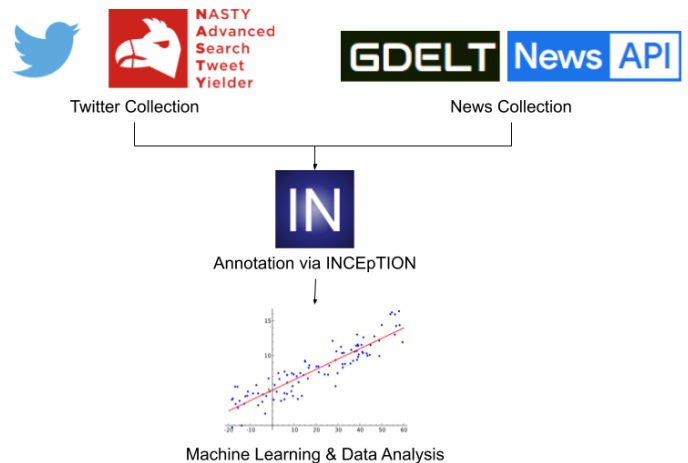 NASTY
Advanced
Search
Tweet
Yielder
GDELT
News API
Twitter Collection
News Collection
IN
Annotation via INCEpTION
15
10
5
-20
-10
0
10
20
30
40
50
60
Machine Learning & Data Analysis